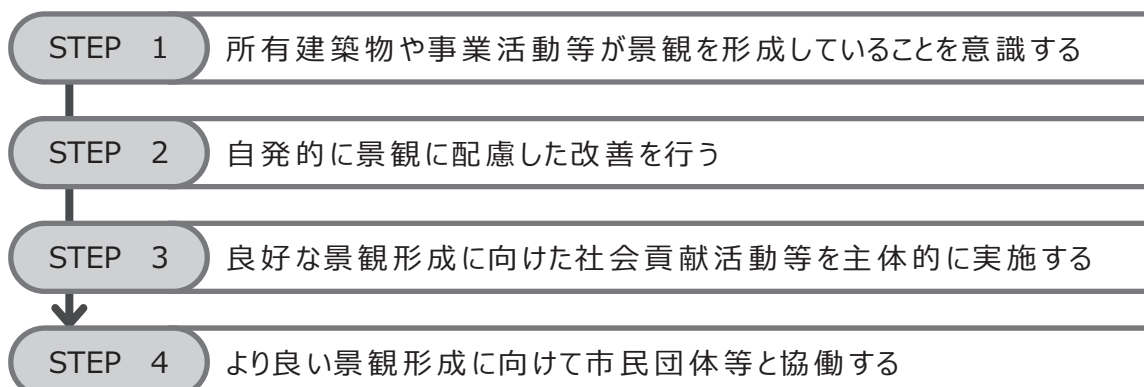 STEP 1 所有建築物や事業活動等が景観を形成していることを意識する
STEP 2 自発的に景観に配慮した改善を行う
STEP 3 良好な景観形成に向けた社会貢献活動等を主体的に実施する
STEP 4 より良い景観形成に向けて市民団体等と協働する